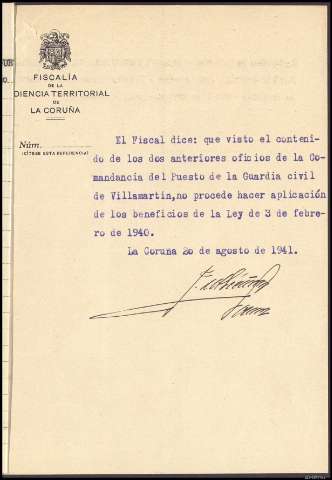 FISCALÍA
DE LA
DIENCIA TERRITORIAL
DE
LA CORUÑA
Núm.
(CÍTESE ESTA REFERENCIA)
El Fiscal dice: que visto el conteni-
do de los dos anteriores oficios de la Co-
mandancia del Puesto de la Guardia civil
de Villamartin, no procede hacer aplicación
de los beneficios de la Ley de 3 de febre-
ro de 1940.
La Coruña 20 de agosto de 1941.